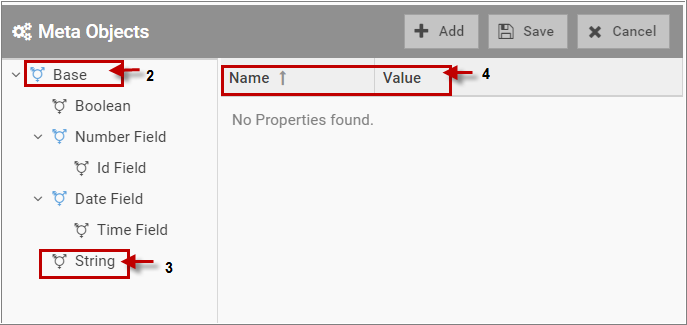 Meta Objects
Add Save Cancel
Base 2
Name Value 4
Boolean
No Properties found.
Number Field
Id Field
Date Field
Time Field
String 3